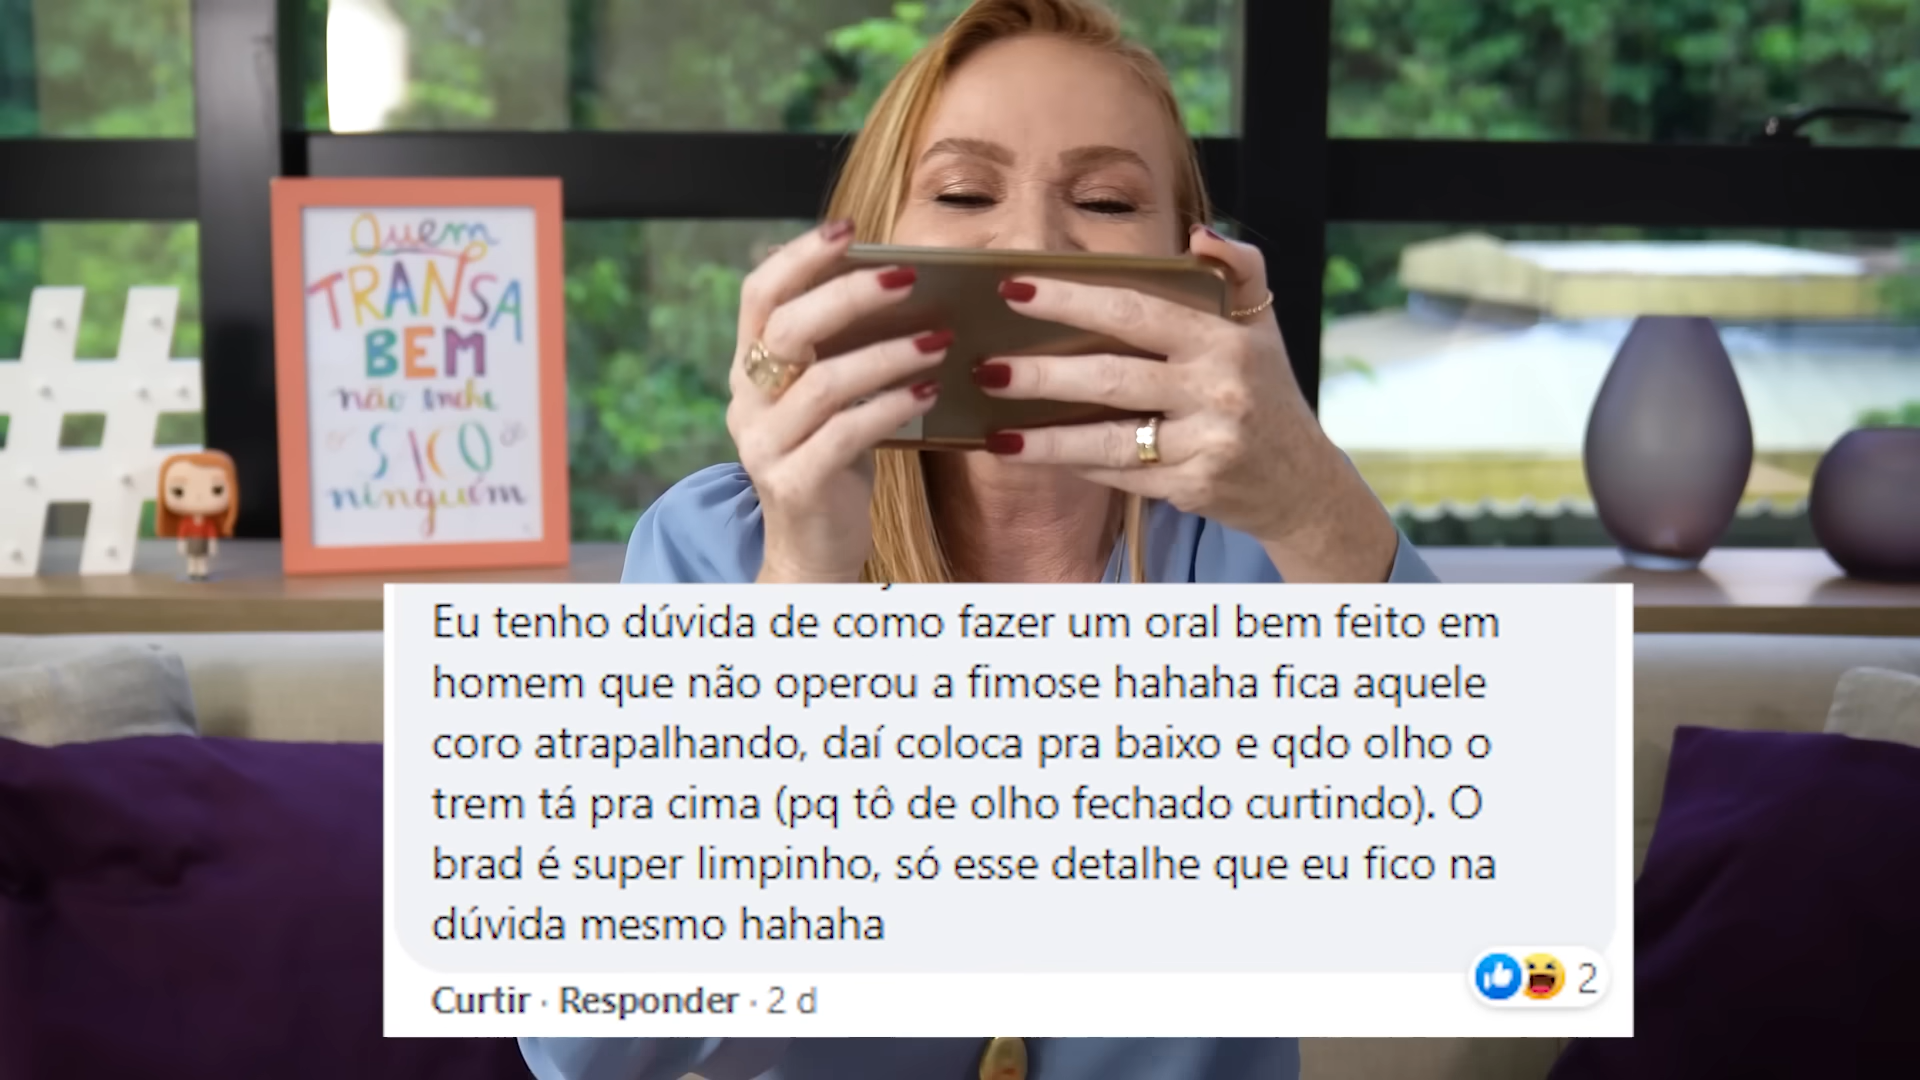 #
Quem
TRANSA
BEM
não enche
o SACO de
ninguém
Eu tenho dúvida de como fazer um oral bem feito em
homem que não operou a fimose hahaha fica aquele
coro atrapalhando, daí coloca pra baixo e qdo olho o
trem tá pra cima (pq tô de olho fechado curtindo). O
brad é super limpinho, só esse detalhe que eu fico na
dúvida mesmo hahaha
Curtir · Responder · 2 d
2